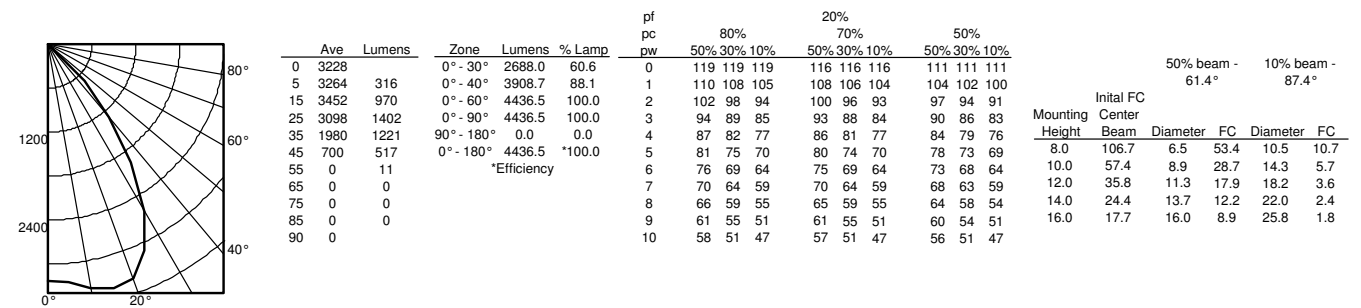 80°
60°
40°
1200
2400
0° 20°
Ave Lumens
0 3228
5 3264 316
15 3452 970
25 3098 1402
35 1980 1221
45 700 517
55 0 11
65 0 0
75 0 0
85 0 0
90 0
Zone Lumens % Lamp
0° - 30° 2688.0 60.6
0° - 40° 3908.7 88.1
0° - 60° 4436.5 100.0
0° - 90° 4436.5 100.0
90° - 180° 0.0 0.0
0° - 180° 4436.5 *100.0
*Efficiency
pf 20%
pc 80% 70% 50%
pw 50% 30% 10% 50% 30% 10% 50% 30% 10%
0 119 119 119 116 116 116 111 111 111
1 110 108 105 108 106 104 104 102 100
2 102 98 94 100 96 93 97 94 91
3 94 89 85 93 88 84 90 86 83
4 87 82 77 86 81 77 84 79 76
5 81 75 70 80 74 70 78 73 69
6 76 69 64 75 69 64 73 68 64
7 70 64 59 70 64 59 68 63 59
8 66 59 55 65 59 55 64 58 54
9 61 55 51 61 55 51 60 54 51
10 58 51 47 57 51 47 56 51 47
50% beam - 10% beam -
61.4° 87.4°
Inital FC
Mounting Center
Height Beam Diameter FC Diameter FC
8.0 106.7 6.5 53.4 10.5 10.7
10.0 57.4 8.9 28.7 14.3 5.7
12.0 35.8 11.3 17.9 18.2 3.6
14.0 24.4 13.7 12.2 22.0 2.4
16.0 17.7 16.0 8.9 25.8 1.8